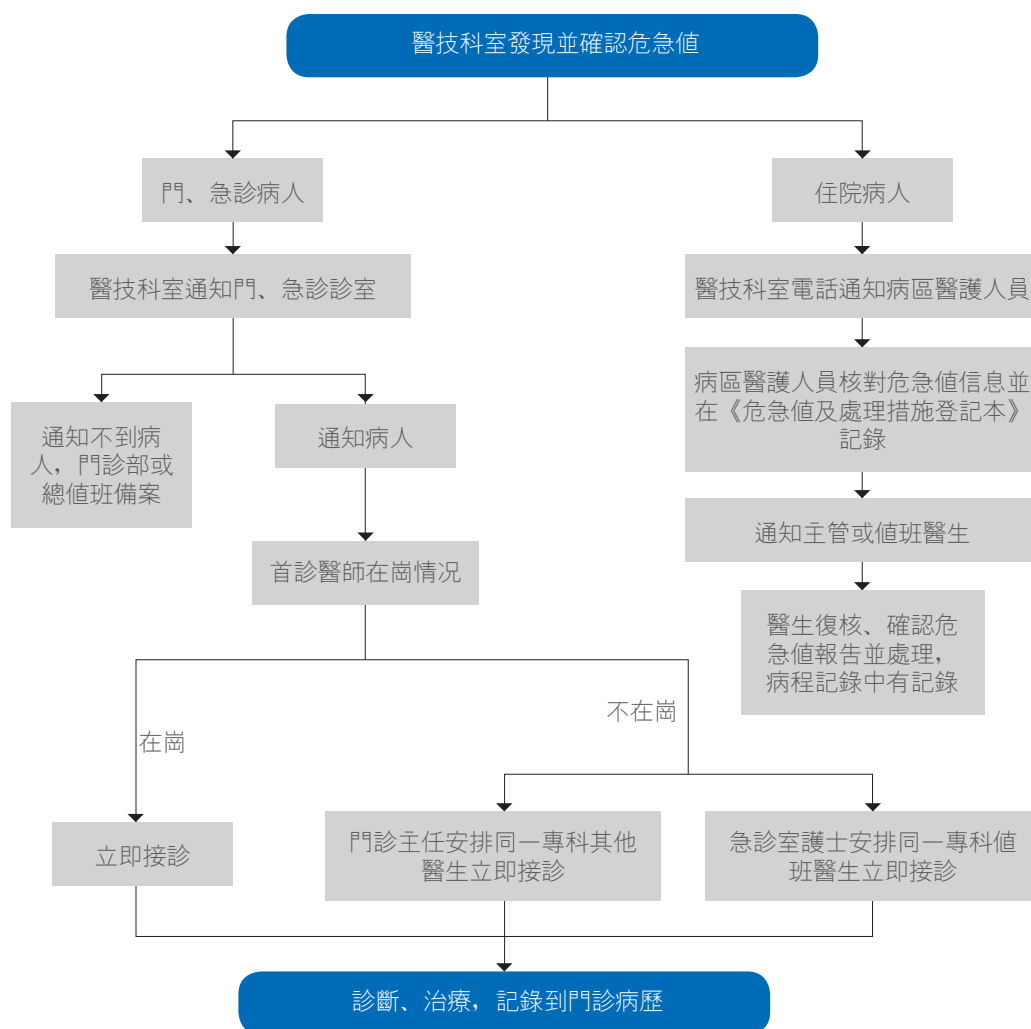 醫技科室發現並確認危急值
門、急診病人
住院病人
醫技科室通知門、急診診室
醫技科室電話通知病區醫護人員
病區醫護人員核對危急值信息並
在《危急值及處理措施登記本》
記錄
通知不到病
人，門診部或
總值班備案
通知病人
通知主管或值班醫生
首診醫師在崗情况
醫生復核、確認危
急值報告並處理，
病程記錄中有記錄
在崗
不在崗
立即接診
門診主任安排同一專科其他
醫生立即接診
急診室護士安排同一專科值
班醫生立即接診
診斷、治療，記錄到門診病歷